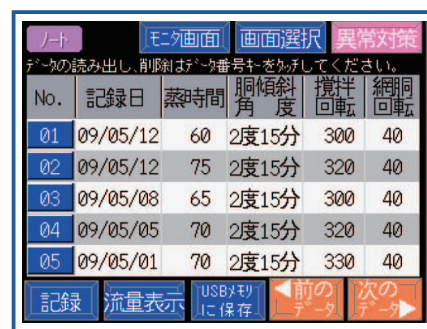 ノート モニタ画面 画面選択 異常対策
データの読み出し、削除はデータ番号キーをタッチしてください。
No. 記録日 蒸時間 胴傾斜角度 撹拌回転 網胴回転
01 09/05/12 60 2度15分 300 40
02 09/05/12 75 2度15分 320 40
03 09/05/08 65 2度15分 300 40
04 09/05/05 70 2度15分 320 40
05 09/05/01 70 2度15分 330 40
記録 流量表示 USBメモリに保存 ◀前のデータ 次のデータ▶